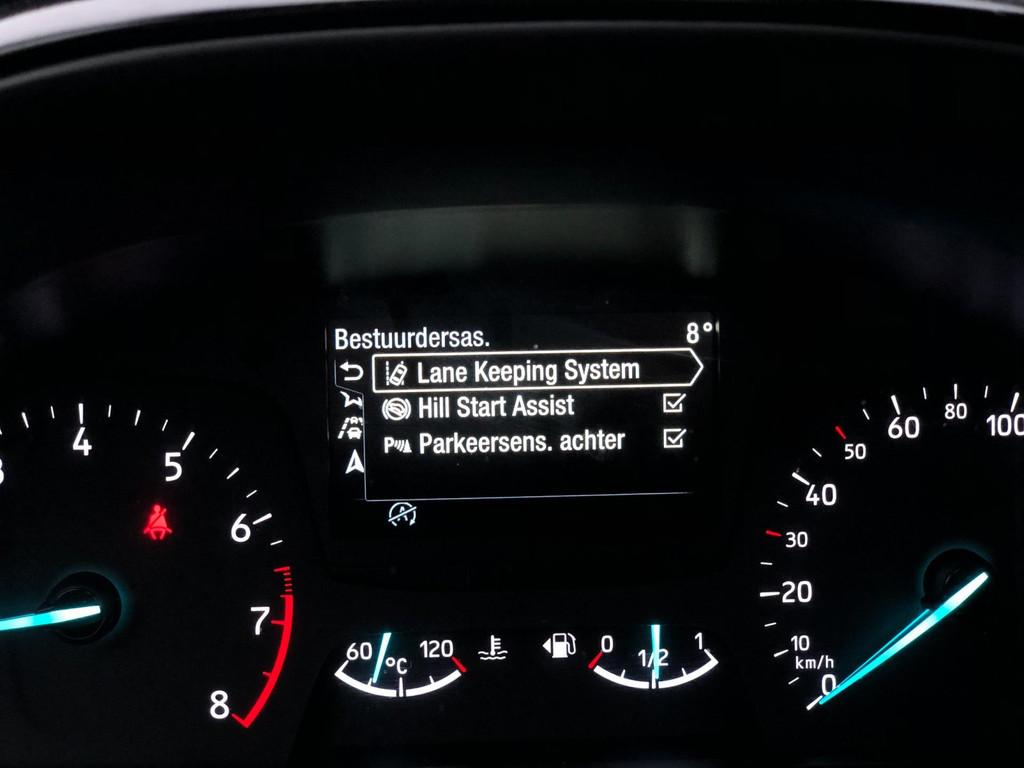 Bestuurdersas. 8°
Lane Keeping System
Hill Start Assist
Parkeersens. achter
P
A
4
5
6
7
8
60 °C 120
0 1/2 1
0 km/h
10
20
30
40
50
60
80
100